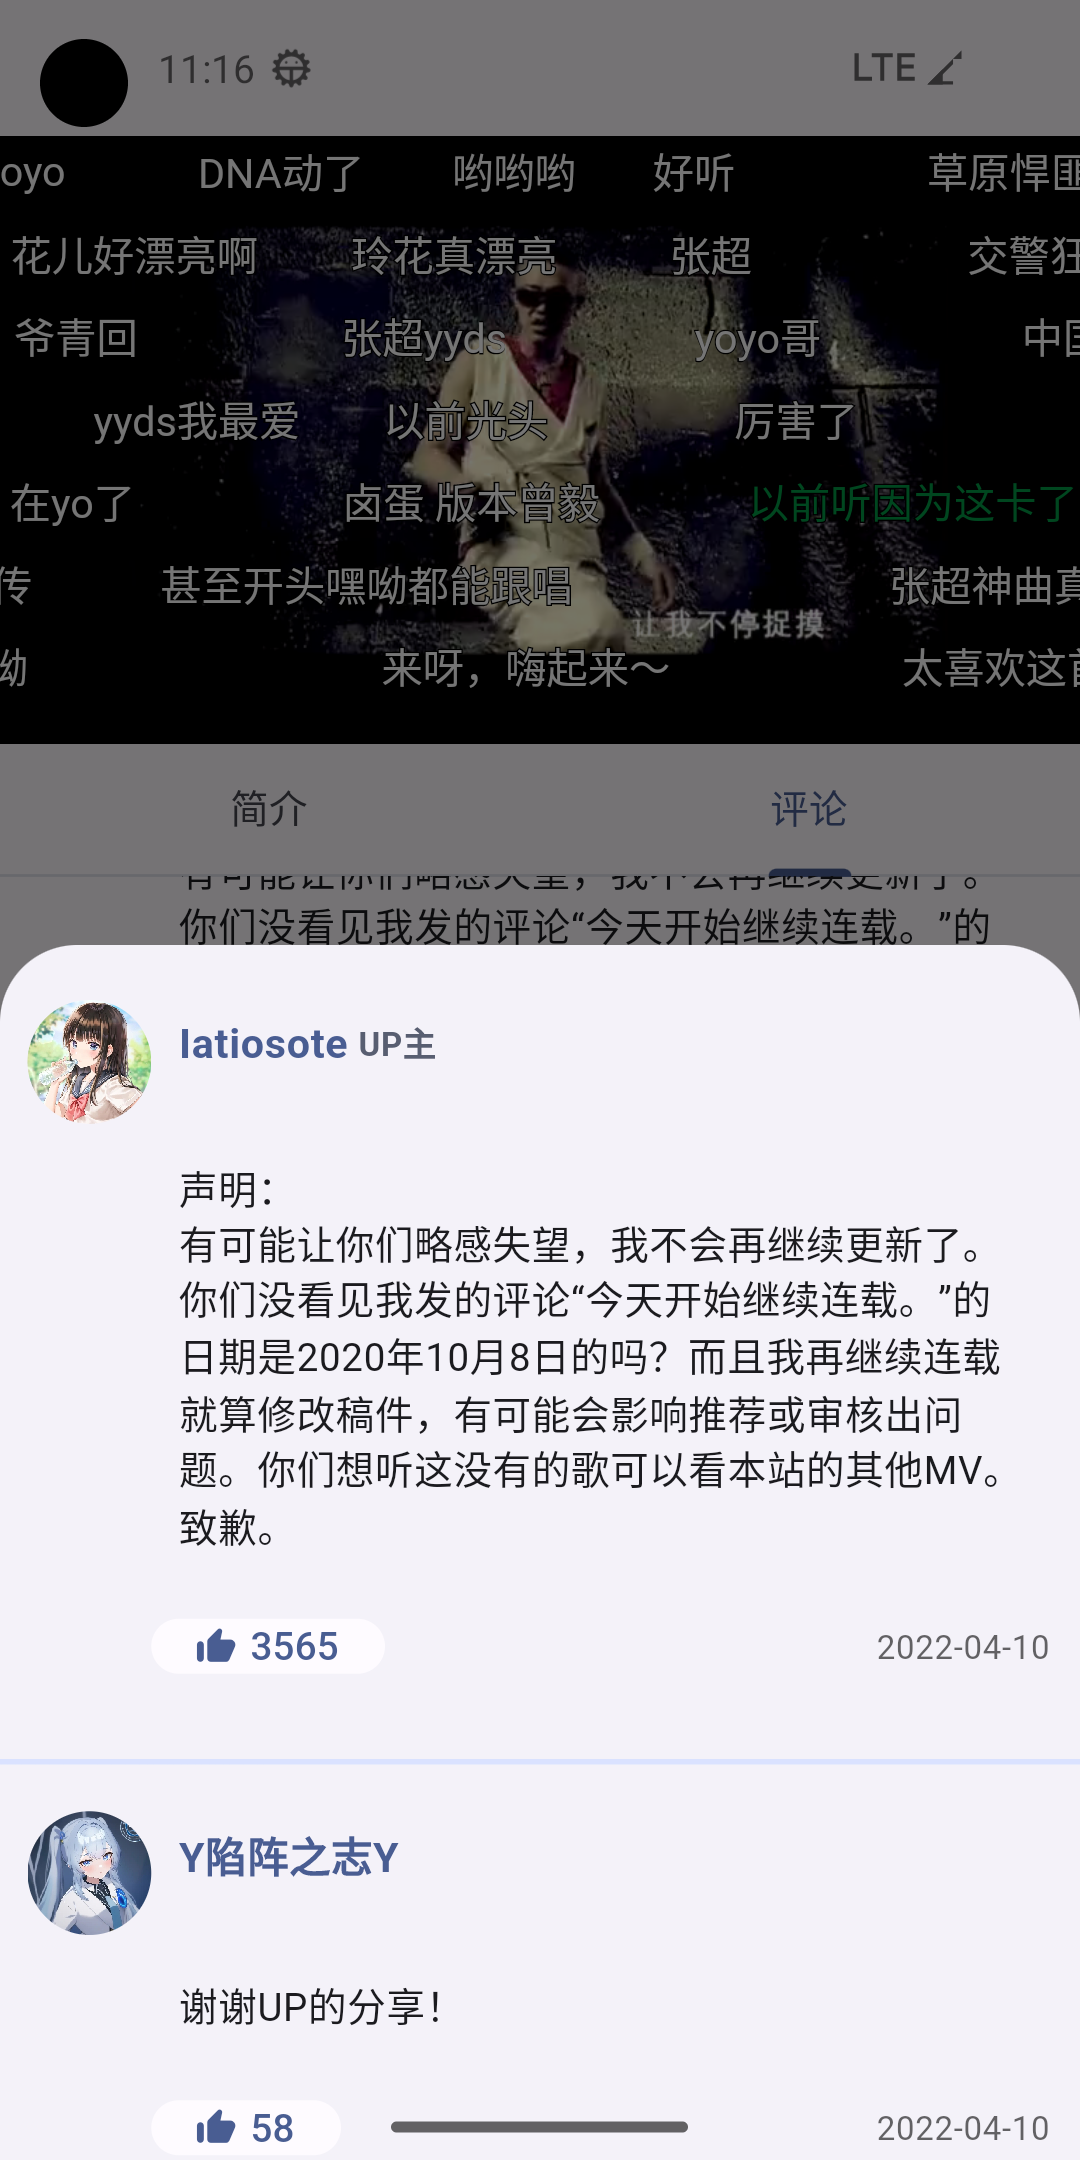 11:16
LTE
oyo DNA动了 哟哟哟 好听 草原悍匪
花儿好漂亮啊 玲花真漂亮 张超 交警狂
爷青回 张超yyds yoyo哥 中国
yyds我最爱 以前光头 厉害了
在yo了 卤蛋 版本曾毅 以前听因为这卡了
传 甚至开头嘿呦都能跟唱 张超神曲真
呦 来呀，嗨起来～ 太喜欢这首
让我不停捉摸
简介 评论
有可能让你们略感失望，我不会再继续更新了。
你们没看见我发的评论“今天开始继续连载。”的
latiosote UP主
声明：
有可能让你们略感失望，我不会再继续更新了。
你们没看见我发的评论“今天开始继续连载。”的
日期是2020年10月8日的吗？而且我再继续连载
就算修改稿件，有可能会影响推荐或审核出问
题。你们想听这没有的歌可以看本站的其他MV。
致歉。
3565 2022-04-10
Y陷阵之志Y
谢谢UP的分享！
58 2022-04-10